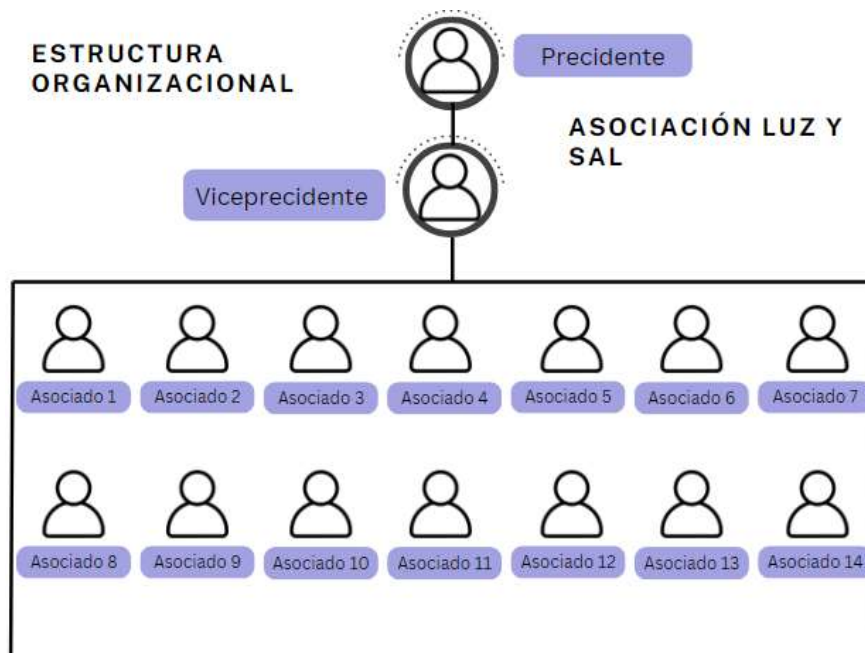 ESTRUCTURA
ORGANIZACIONAL
Precidente
ASOCIACIÓN LUZ Y
SAL
Viceprecidente
Asociado 1
Asociado 2
Asociado 3
Asociado 4
Asociado 5
Asociado 6
Asociado 7
Asociado 8
Asociado 9
Asociado 10
Asociado 11
Asociado 12
Asociado 13
Asociado 14